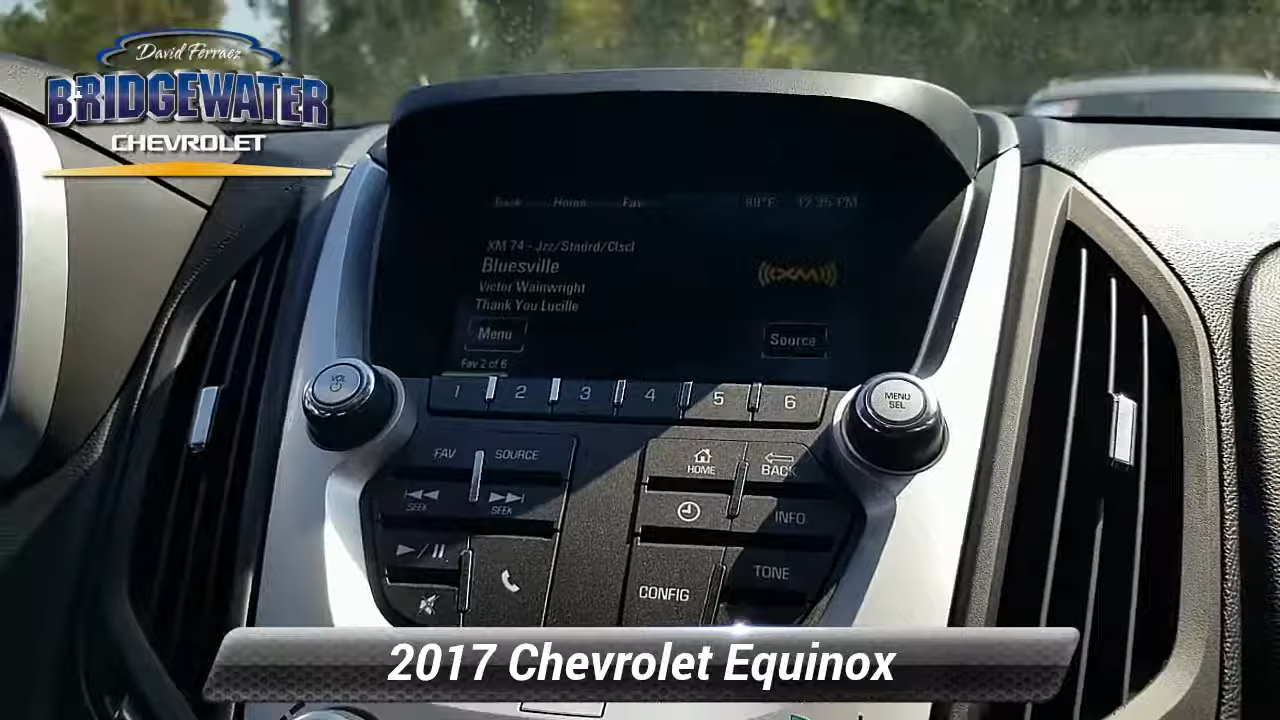 David Ferraez
BRIDGEWATER
CHEVROLET
Back Home Fav 12:35 PM
XM 74 - Jzz/Stndrd/Clscl
Bluesville
((XM))
Victor Wainwright
Thank You Lucille
Menu Source
Fav 2 of 6
1 2 3 4 5 6
VOL
MENU
SEL
FAV SOURCE
HOME BACK
SEEK SEEK
INFO
CONFIG TONE
2017 Chevrolet Equinox